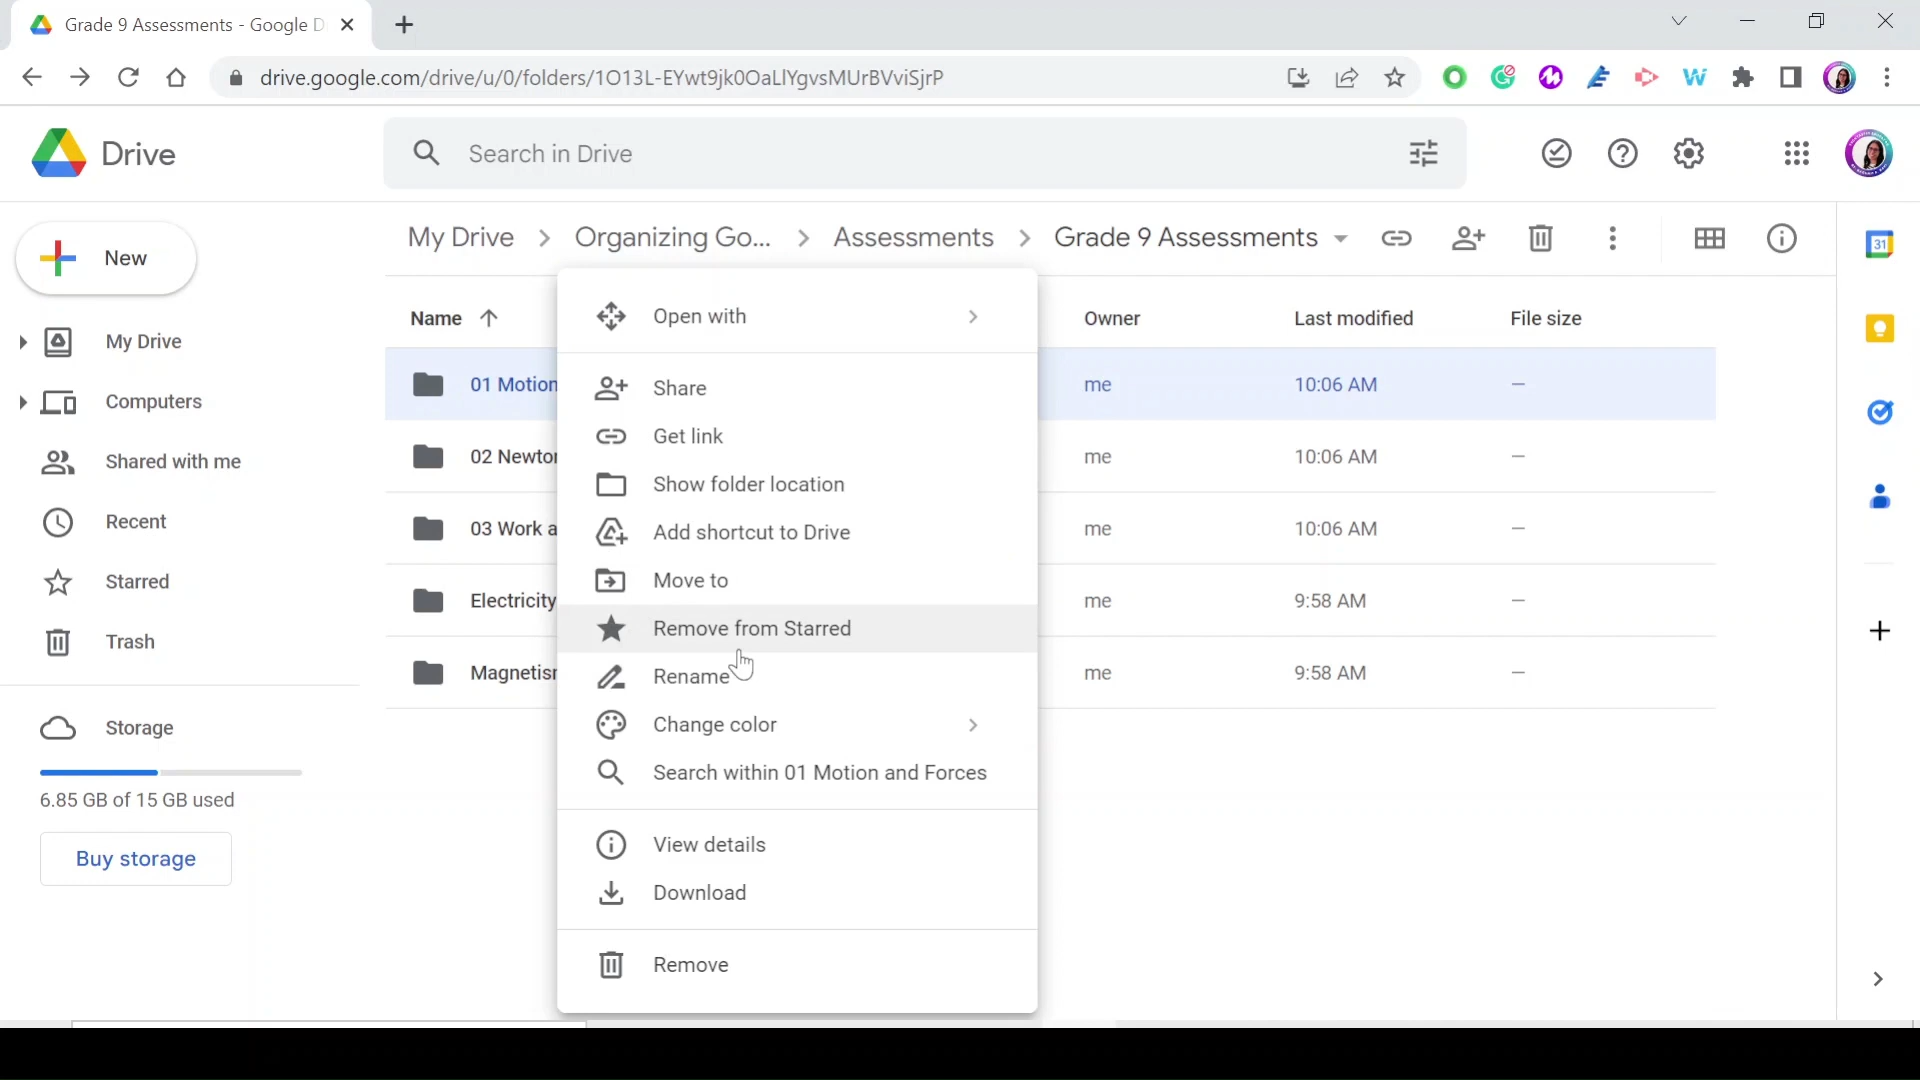 Grade 9 Assessments - Google D
drive.google.com/drive/u/0/folders/1O13L-EYwt9jk0OaLlYgvsMUrBVviSjrP
Drive
Search in Drive
New
My Drive
Computers
Shared with me
Recent
Starred
Trash
Storage
6.85 GB of 15 GB used
Buy storage
My Drive > Organizing Go... > Assessments > Grade 9 Assessments
Name Owner Last modified File size
01 Motion me 10:06 AM –
02 Newton me 10:06 AM –
03 Work a me 10:06 AM –
Electricity me 9:58 AM –
Magnetism me 9:58 AM –
Open with
Share
Get link
Show folder location
Add shortcut to Drive
Move to
Remove from Starred
Rename
Change color
Search within 01 Motion and Forces
View details
Download
Remove
31